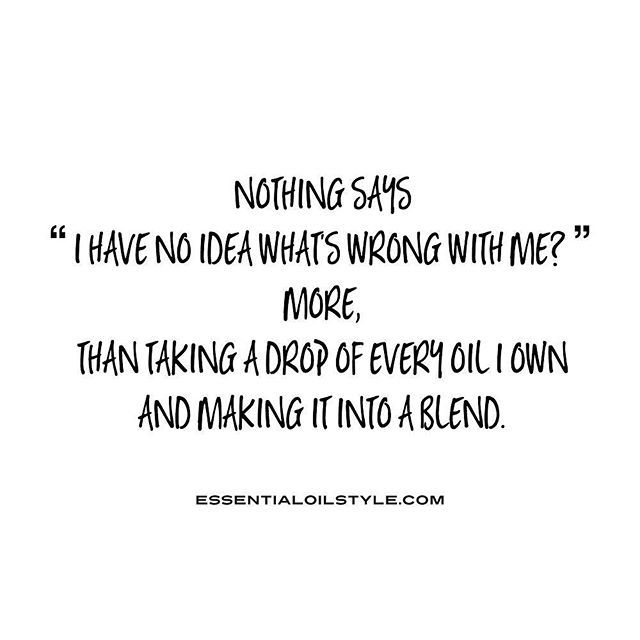 NOTHING SAYS
“ I HAVE NO IDEA WHAT'S WRONG WITH ME? ”
MORE,
THAN TAKING A DROP OF EVERY OIL I OWN
AND MAKING IT INTO A BLEND.
ESSENTIALOILSTYLE.COM